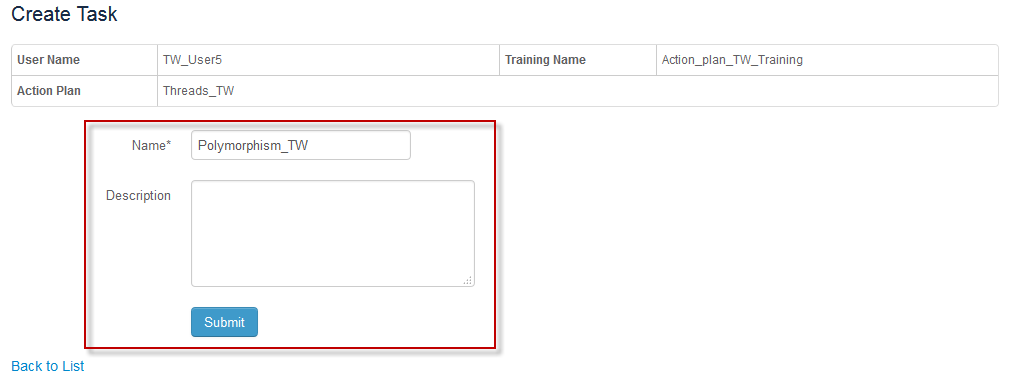 Create Task
User Name TW_User5 Training Name Action_plan_TW_Training
Action Plan Threads_TW
Name* Polymorphism_TW
Description
Submit
Back to List